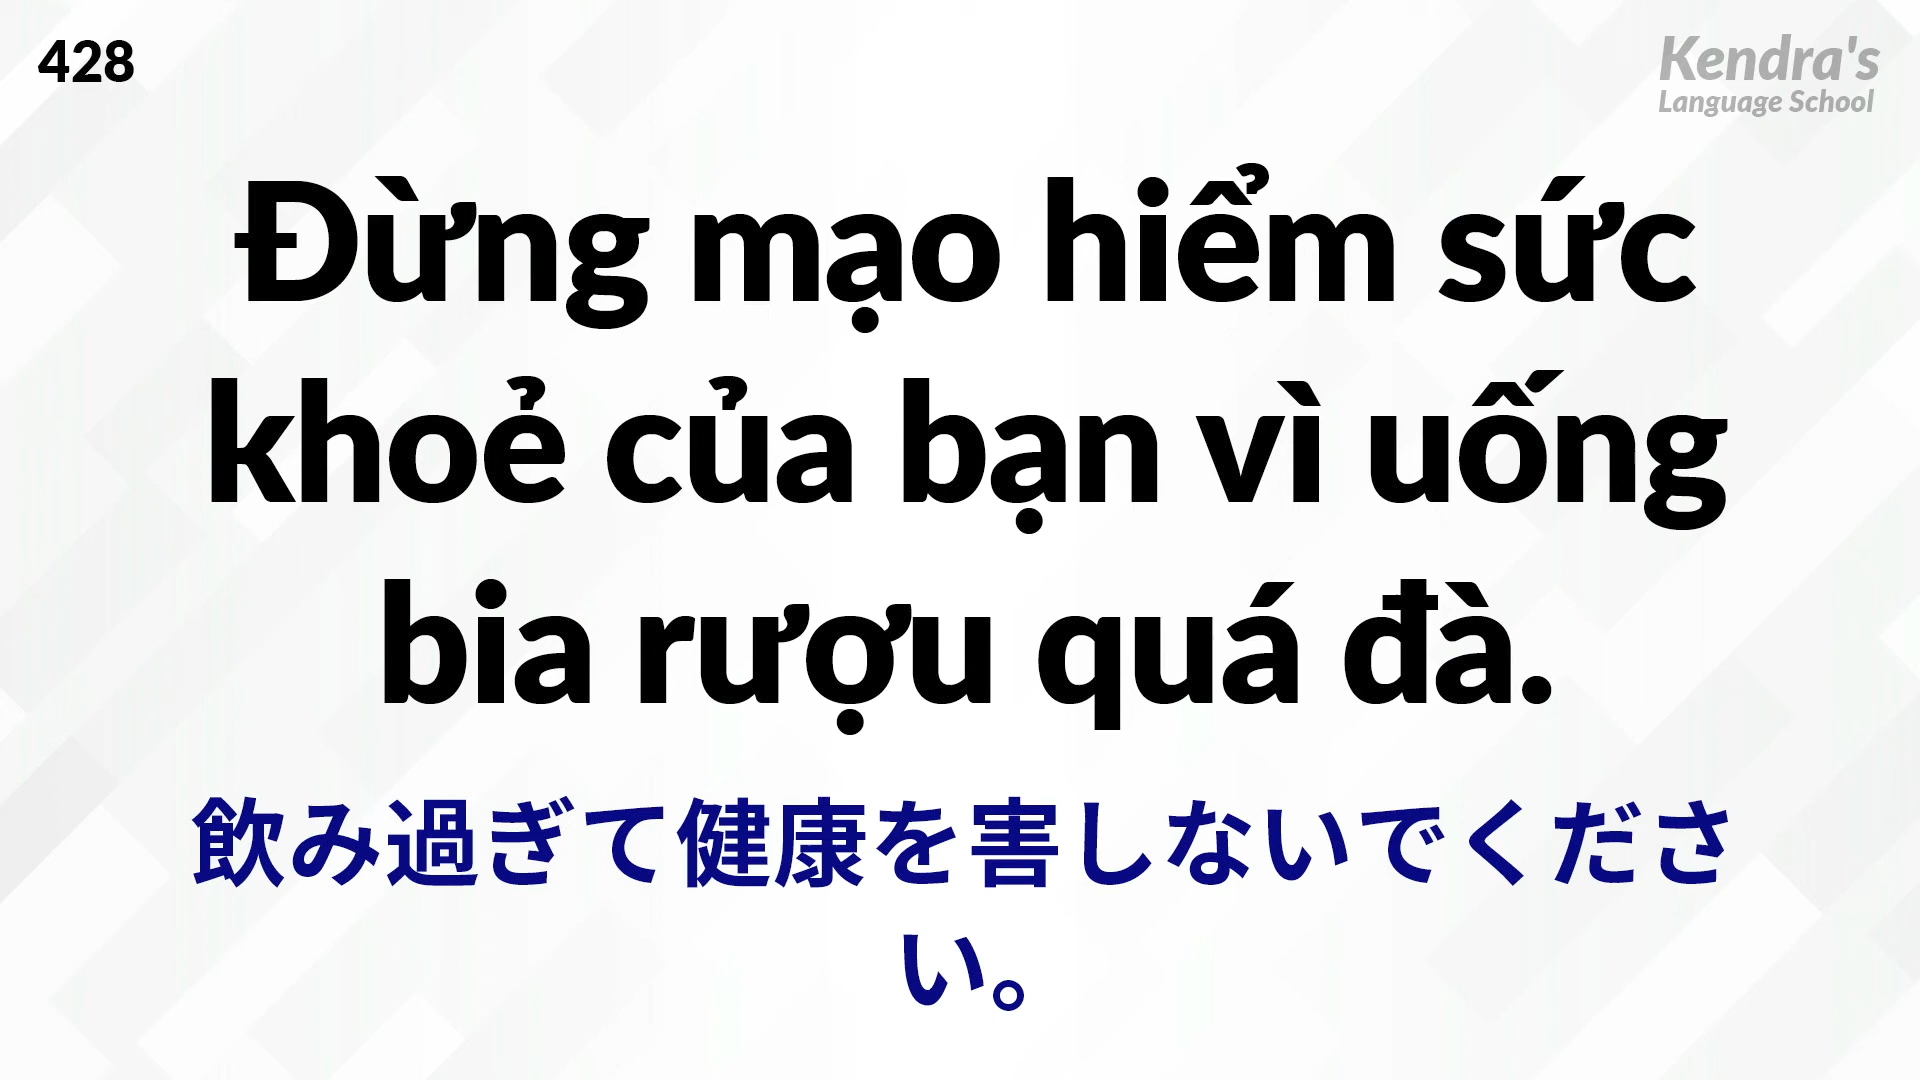 428
Kendra's
Language School
Đừng mạo hiểm sức
khoẻ của bạn vì uống
bia rượu quá đà.
飲み過ぎて健康を害しないでくださ
い。